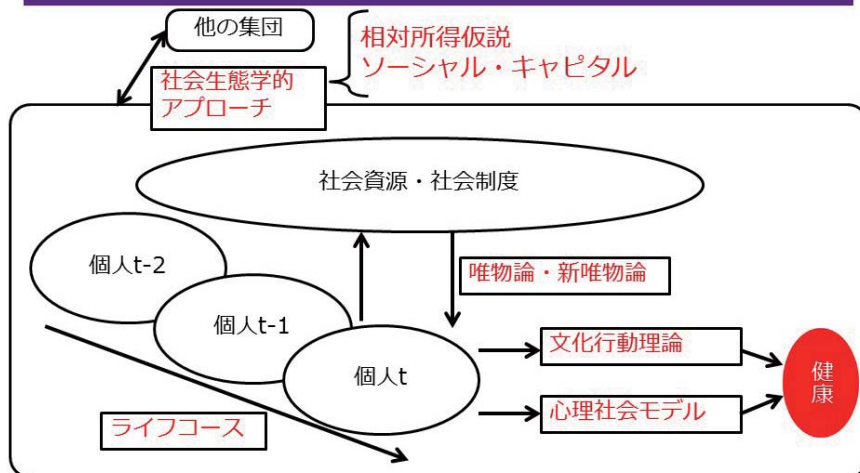 他の集団
相対所得仮説
ソーシャル・キャピタル
社会生態学的
アプローチ
社会資源・社会制度
個人t-2
唯物論・新唯物論
個人t-1
個人t
文化行動理論
健康
心理社会モデル
ライフコース